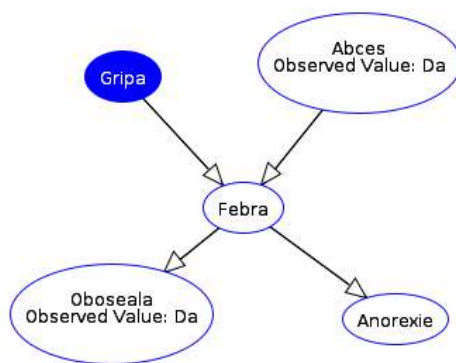 Abces
Observed Value: Da
Gripa
Febra
Oboseala
Observed Value: Da
Anorexie